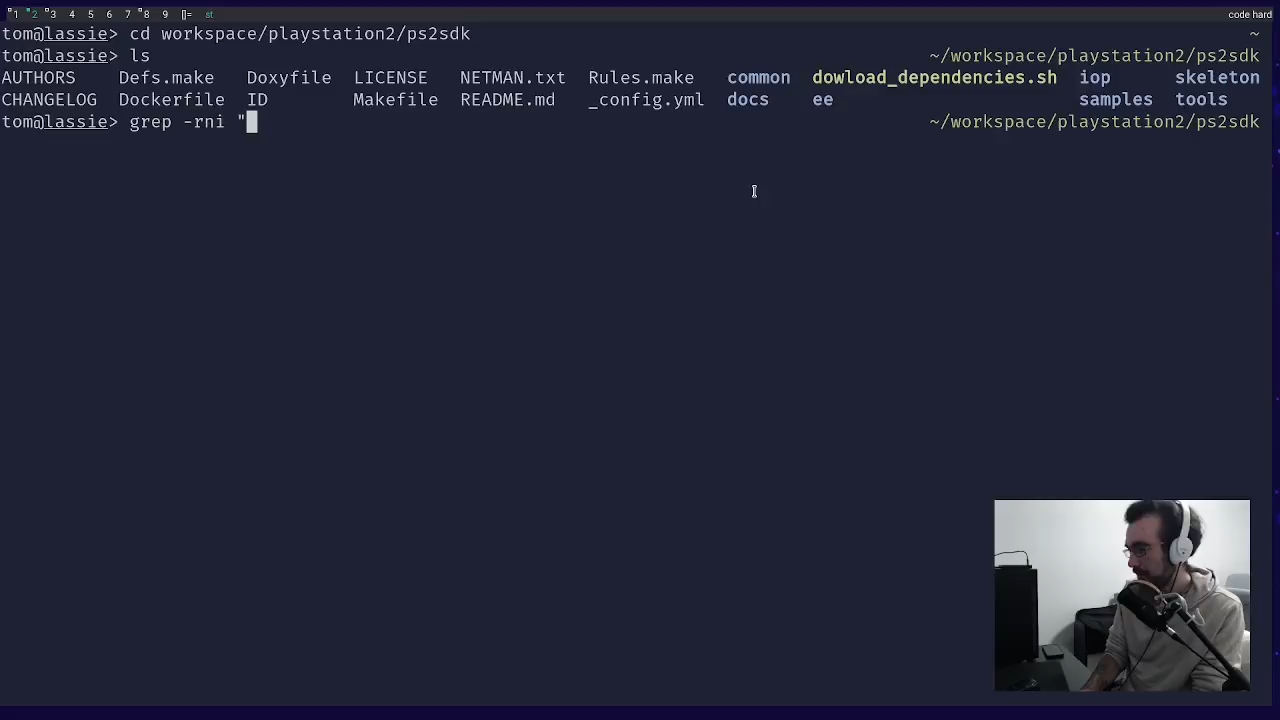 1 2 3 4 5 6 7 8 9 []= st code hard
tom@lassie> cd workspace/playstation2/ps2sdk ~
tom@lassie> ls ~/workspace/playstation2/ps2sdk
AUTHORS Defs.make Doxyfile LICENSE NETMAN.txt Rules.make common dowload_dependencies.sh iop skeleton
CHANGELOG Dockerfile ID Makefile README.md _config.yml docs ee samples tools
tom@lassie> grep -rni " ~/workspace/playstation2/ps2sdk